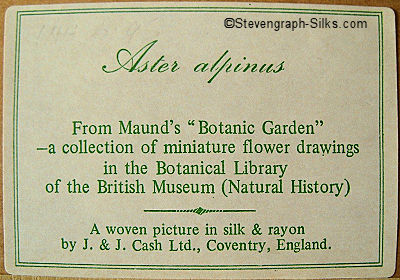 ©Stevengraph-Silks.com
Aster alpinus
From Maund's "Botanic Garden"
—a collection of miniature flower drawings
in the Botanical Library
of the British Museum (Natural History)
A woven picture in silk & rayon
by J. & J. Cash Ltd., Coventry, England.